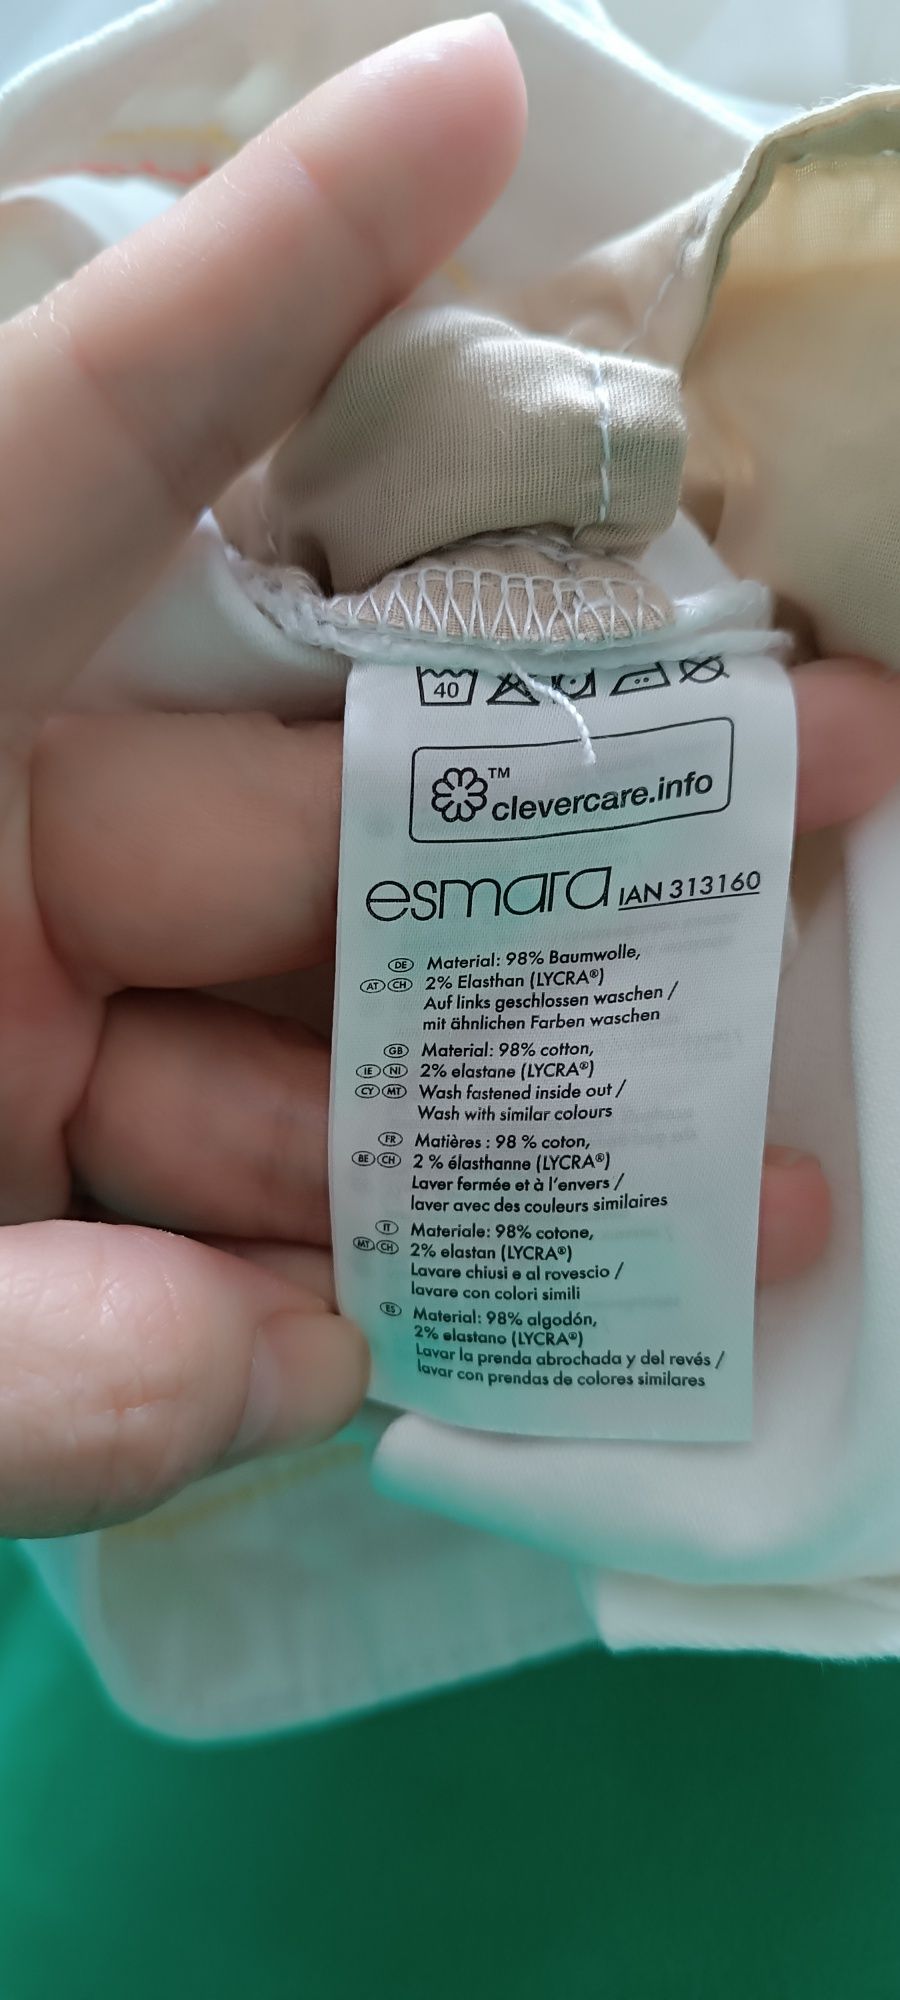 40
TM
clevercare.info
esmara IAN 313160
DE Material: 98% Baumwolle,
AT CH 2% Elasthan (LYCRA®)
Auf links geschlossen waschen /
mit ähnlichen Farben waschen
GB Material: 98% cotton,
IE NI 2% elastane (LYCRA®)
CY MT Wash fastened inside out /
Wash with similar colours
FR Matières : 98 % coton,
BE CH 2 % élasthanne (LYCRA®)
Laver fermée et à l'envers /
laver avec des couleurs similaires
IT Materiale: 98% cotone,
MT CH 2% elastan (LYCRA®)
Lavare chiusi e al rovescio /
lavare con colori simili
ES Material: 98% algodón,
2% elastano (LYCRA®)
Lavar la prenda abrochada y del revés /
lavar con prendas de colores similares